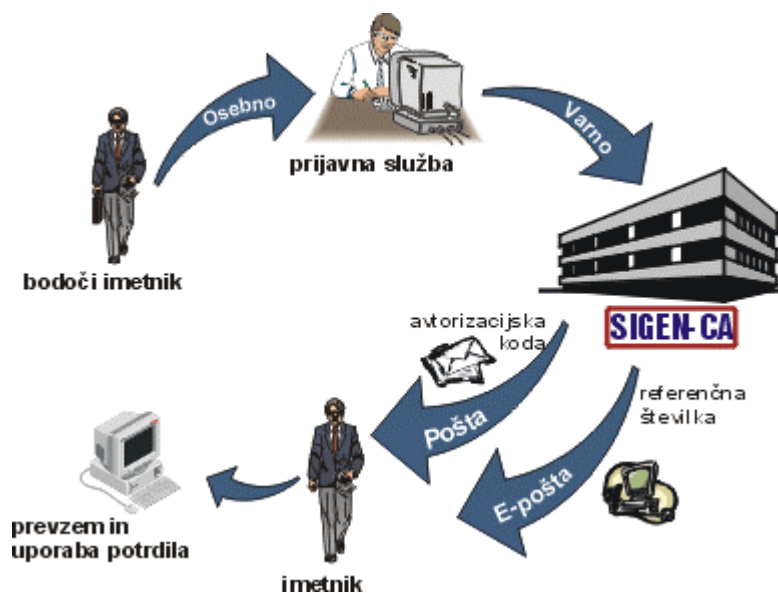 Osebno
prijavna služba
Varno
bodoči imetnik
SIGEN-CA
avtorizacijska
koda
Pošta
referenčna
številka
E-pošta
prevzem in
uporaba potrdila
imetnik